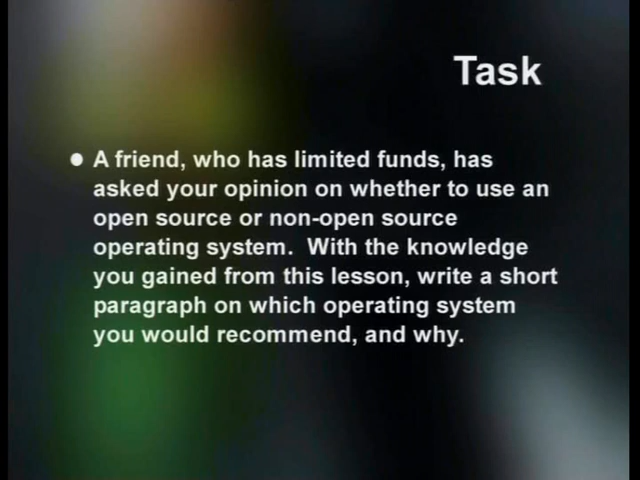 Task
A friend, who has limited funds, has
asked your opinion on whether to use an
open source or non-open source
operating system.  With the knowledge
you gained from this lesson, write a short
paragraph on which operating system
you would recommend, and why.